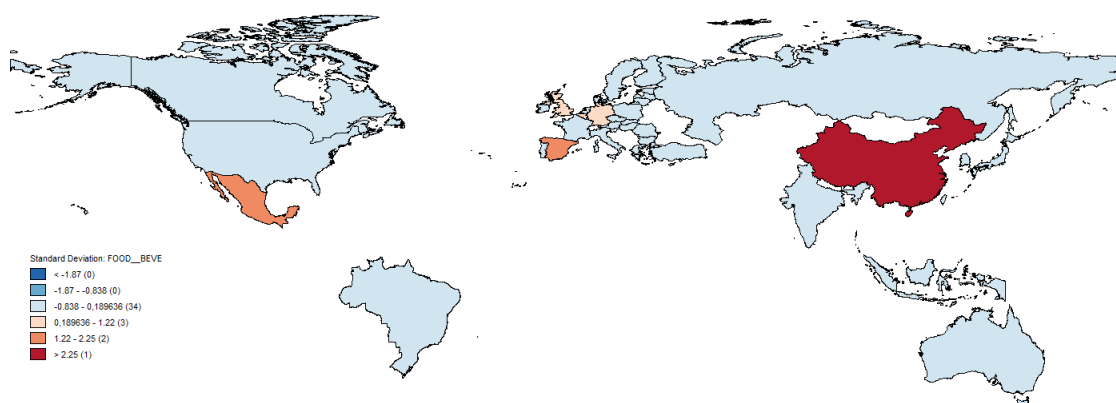 Standard Deviation: FOOD__BEVE
< -1.87 (0)
-1.87 - -0.838 (0)
-0.838 - 0,189636 (34)
0,189636 - 1.22 (3)
1.22 - 2.25 (2)
> 2.25 (1)